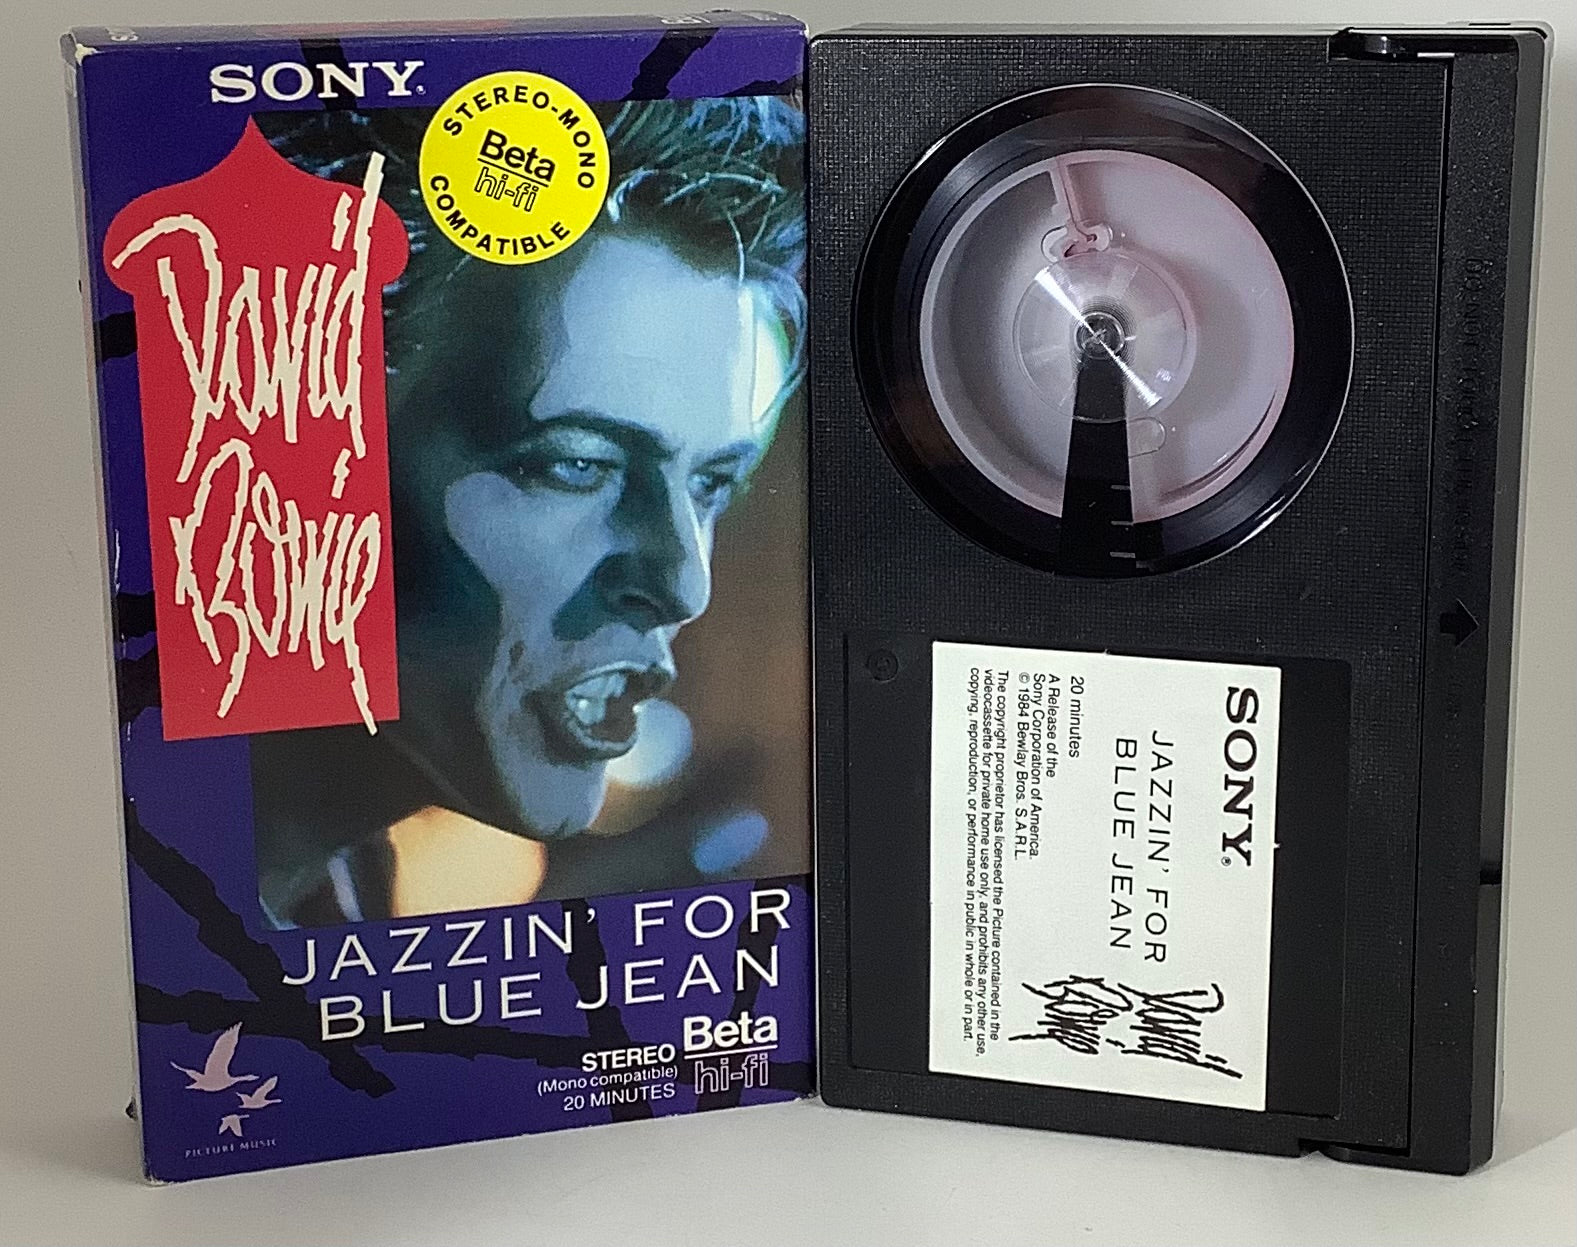 SONY®
STEREO-MONO
Beta
hi-fi
COMPATIBLE
David
Bowie
JAZZIN' FOR
BLUE JEAN
STEREO
(Mono compatible)
20 MINUTES
Beta
hi-fi
PICTURE MUSIC
SONY®
JAZZIN' FOR
BLUE JEAN
David
Bowie
20 minutes
A Release of the
Sony Corporation of America.
© 1984 Bewlay Bros. S.A.R.L.
The copyright proprietor has licensed the Picture contained in the
videocassette for private home use only, and prohibits any other use,
copying, reproduction, or performance in public in whole or in part.